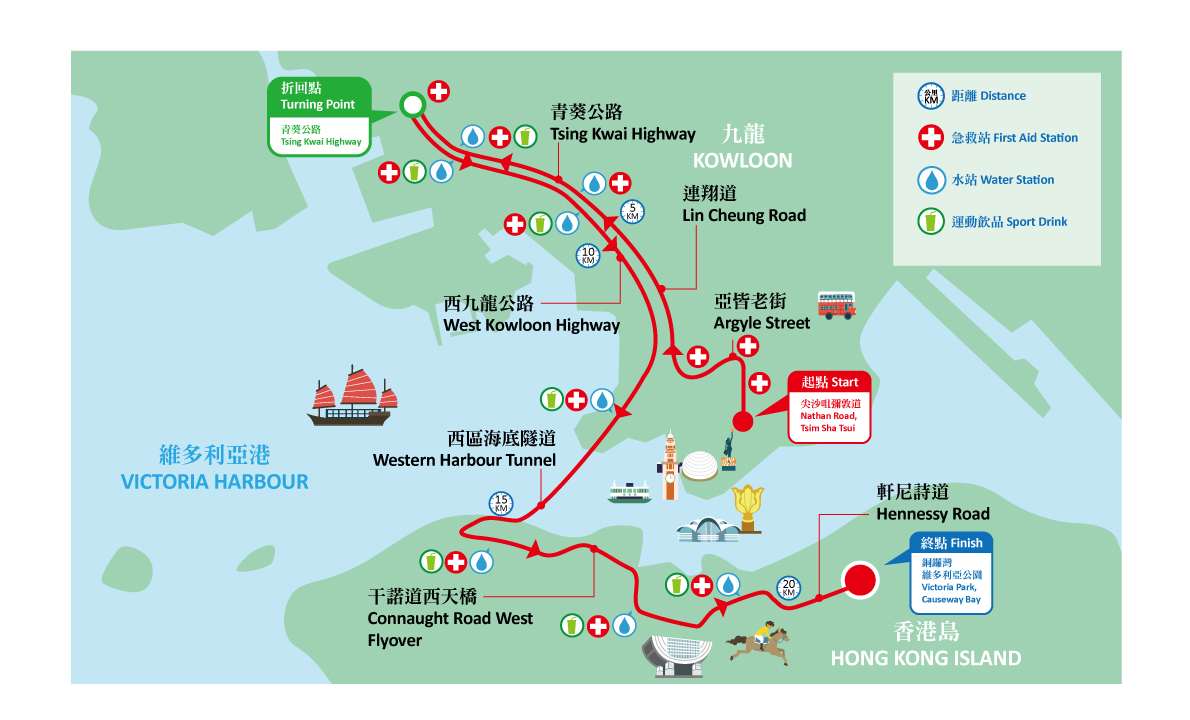 折回點
Turning Point
青葵公路
Tsing Kwai Highway
青葵公路
Tsing Kwai Highway
九龍
KOWLOON
公里
KM
距離 Distance
急救站 First Aid Station
水站 Water Station
運動飲品 Sport Drink
連翔道
Lin Cheung Road
5
KM
10
KM
西九龍公路
West Kowloon Highway
亞皆老街
Argyle Street
起點 Start
尖沙咀彌敦道
Nathan Road,
Tsim Sha Tsui
維多利亞港
VICTORIA HARBOUR
西區海底隧道
Western Harbour Tunnel
15
KM
軒尼詩道
Hennessy Road
終點 Finish
銅鑼灣
維多利亞公園
Victoria Park,
Causeway Bay
20
KM
干諾道西天橋
Connaught Road West
Flyover
香港島
HONG KONG ISLAND